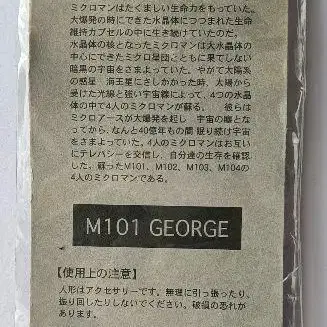 ミクロマンはたくましい生命力をもっていた。
大爆発の時にできた水晶体につつまれた生命
維持カプセルの中に生き続けていたのだ。
水晶体の核となったミクロマンは大水晶体の
中心にできたミクロ星団とともに果てしない
暗黒の宇宙をさまよっていた。やがて太陽系
の惑星 海王星にさしかかった時、太陽から
受けた光線と強い宇宙線によって、4つの水晶
体の中で4人のミクロマンが蘇る。 彼らは
ミクロアースが大爆発を起し 宇宙の塵とな
ってから、なんと40億年もの間 眠り続け宇宙
をさまよっていた。4人のミクロマンはお互い
にテレパシーを交信し、自分達の生存を確認
した。蘇ったM101、M102、M103、M104の
4人のミクロマンである。
M101 GEORGE
【使用上の注意】
人形はアクセサリーです。無理に引っ張ったり、
振り回したりしないでください。破損の恐れが
あります。